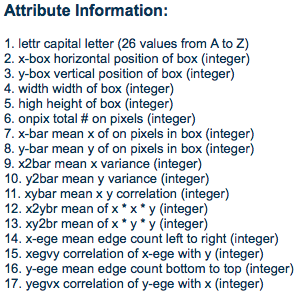 Attribute Information:
1. lettr capital letter (26 values from A to Z)
2. x-box horizontal position of box (integer)
3. y-box vertical position of box (integer)
4. width width of box (integer)
5. high height of box (integer)
6. onpix total # on pixels (integer)
7. x-bar mean x of on pixels in box (integer)
8. y-bar mean y of on pixels in box (integer)
9. x2bar mean x variance (integer)
10. y2bar mean y variance (integer)
11. xybar mean x y correlation (integer)
12. x2ybr mean of x * x * y (integer)
13. xy2br mean of x * y * y (integer)
14. x-ege mean edge count left to right (integer)
15. xegvy correlation of x-ege with y (integer)
16. y-ege mean edge count bottom to top (integer)
17. yegvx correlation of y-ege with x (integer)